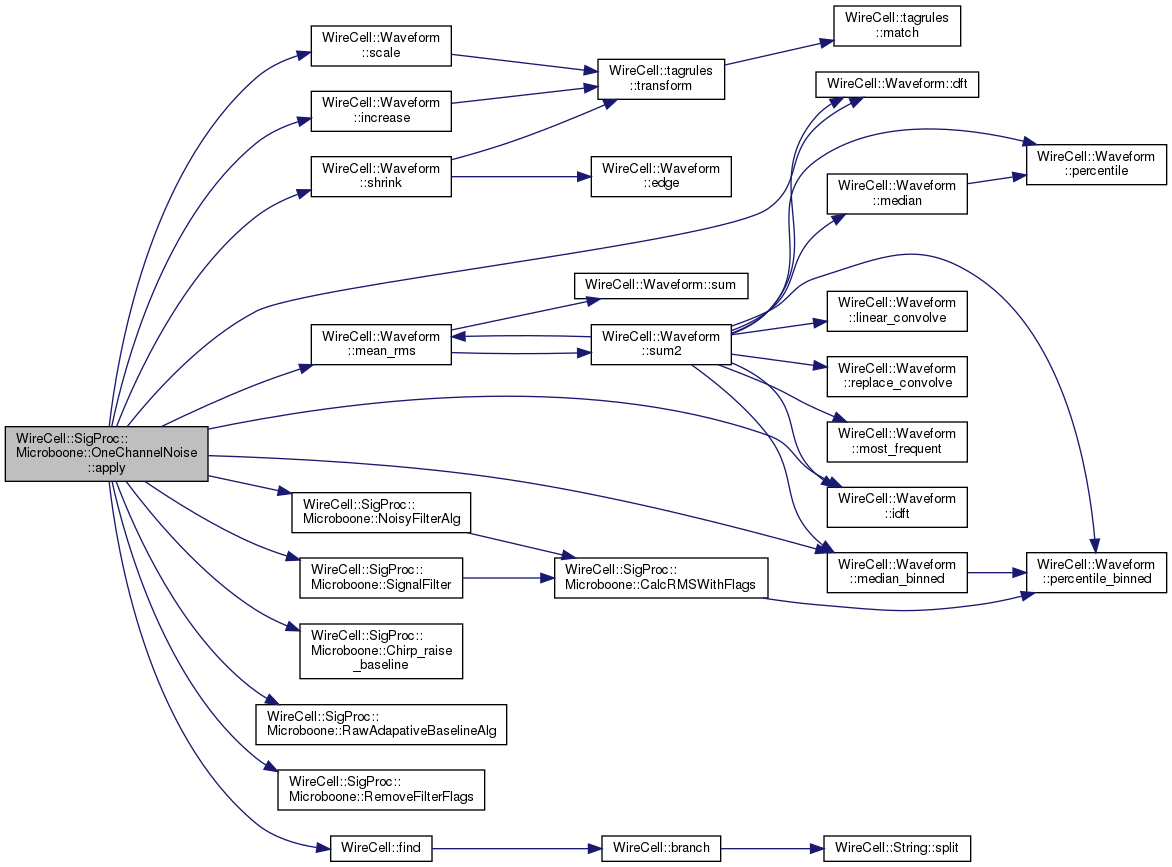 WireCell::SigProc::
Microboone::OneChannelNoise
::apply
WireCell::Waveform
::scale
WireCell::Waveform
::increase
WireCell::Waveform
::shrink
WireCell::Waveform
::mean_rms
WireCell::SigProc::
Microboone::NoisyFilterAlg
WireCell::SigProc::
Microboone::SignalFilter
WireCell::SigProc::
Microboone::Chirp_raise
_baseline
WireCell::SigProc::
Microboone::RawAdapativeBaselineAlg
WireCell::SigProc::
Microboone::RemoveFilterFlags
WireCell::find
WireCell::tagrules
::transform
WireCell::Waveform
::edge
WireCell::Waveform::sum
WireCell::Waveform
::sum2
WireCell::SigProc::
Microboone::CalcRMSWithFlags
WireCell::branch
WireCell::tagrules
::match
WireCell::Waveform::dft
WireCell::Waveform
::median
WireCell::Waveform
::linear_convolve
WireCell::Waveform
::replace_convolve
WireCell::Waveform
::most_frequent
WireCell::Waveform
::idft
WireCell::Waveform
::median_binned
WireCell::String::split
WireCell::Waveform
::percentile
WireCell::Waveform
::percentile_binned